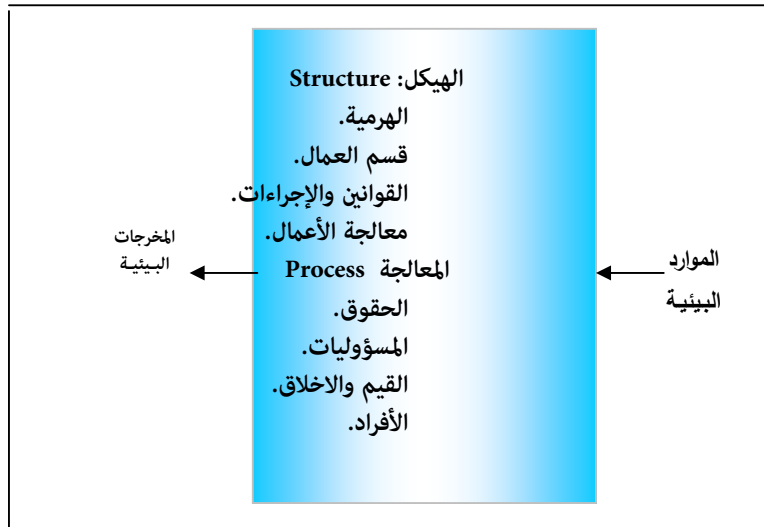 الهيكل: Structure
الهرمية.
قسم العمال.
القوانين والإجراءات.
معالجة الأعمال.
المعالجة Process
الحقوق.
المسؤوليات.
القيم والاخلاق.
الأفراد.
الموارد
البيئية
المخرجات
البيئية